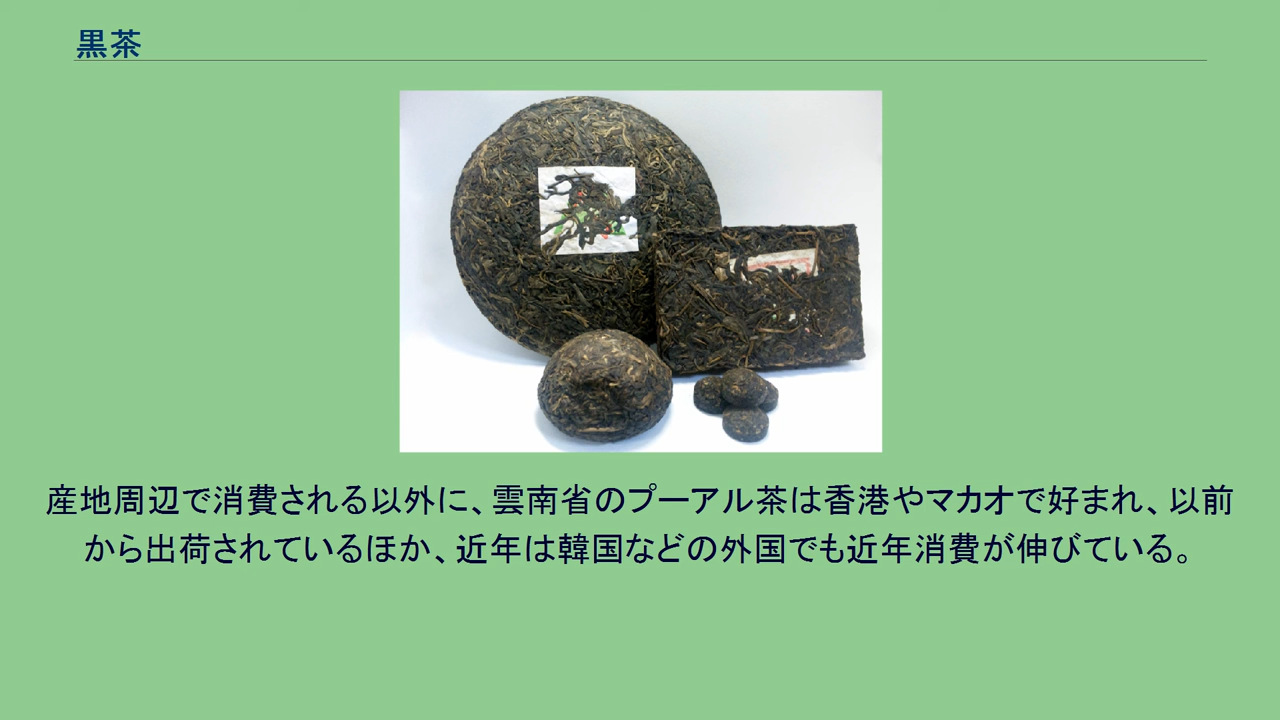 黒茶
産地周辺で消費される以外に、雲南省のプーアル茶は香港やマカオで好まれ、以前
から出荷されているほか、近年は韓国などの外国でも近年消費が伸びている。